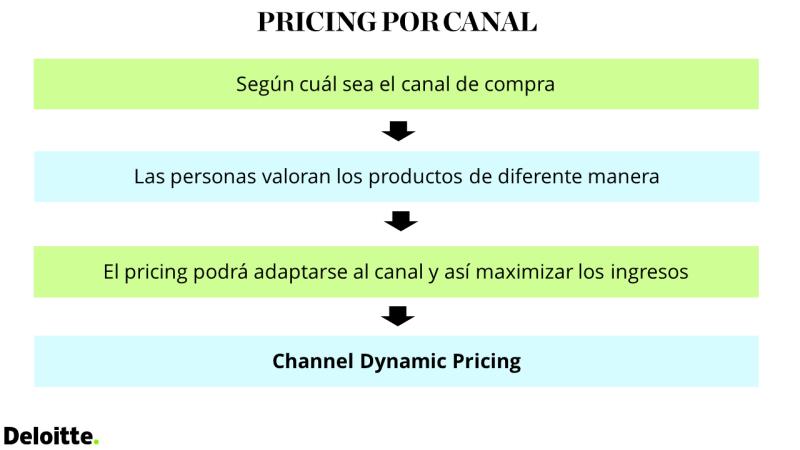 PRICING POR CANAL
Según cuál sea el canal de compra
Las personas valoran los productos de diferente manera
El pricing podrá adaptarse al canal y así maximizar los ingresos
Channel Dynamic Pricing
Deloitte.